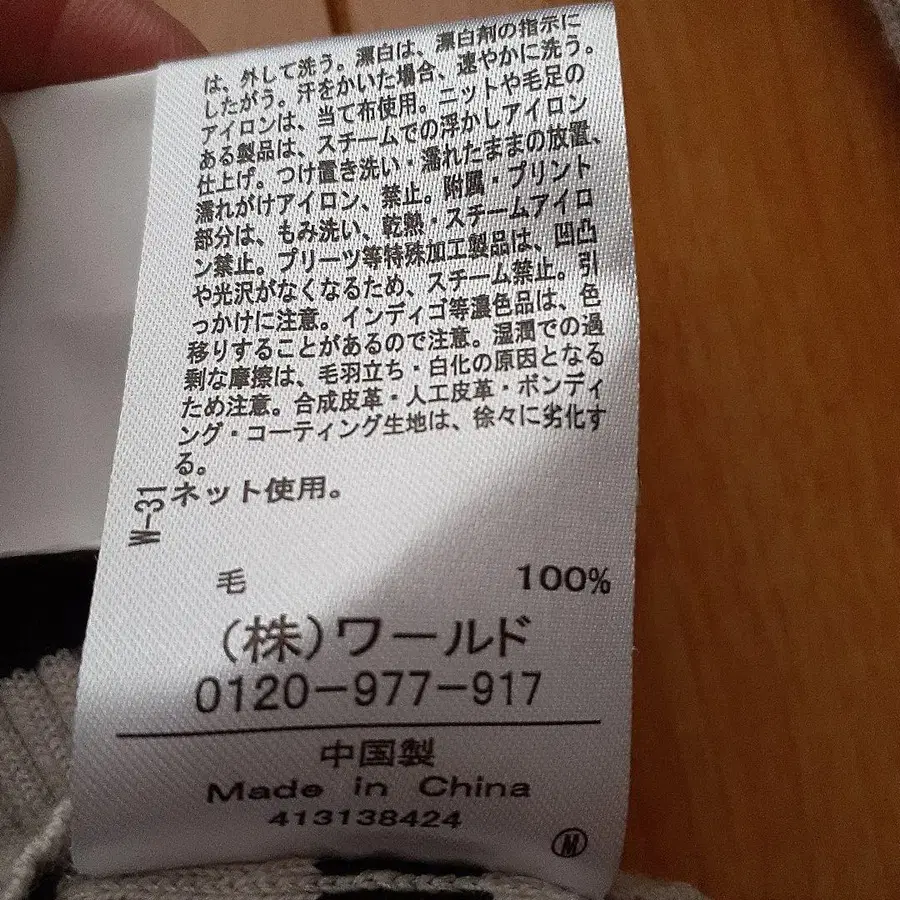 は、外して洗う。漂白は、漂白剤の指示に
したがう。汗をかいた場合、速やかに洗う。
アイロンは、当て布使用。ニットや毛足の
ある製品は、スチームでの浮かしアイロン
仕上げ。つけ置き洗い・濡れたままの放置、
濡れがけアイロン、禁止。附属・プリント
部分は、もみ洗い、乾熱・スチームアイロ
ン禁止。プリーツ等特殊加工製品は、凹凸
や光沢がなくなるため、スチーム禁止。引
っかけに注意。インディゴ等濃色品は、色
移りすることがあるので注意。湿潤での過
剰な摩擦は、毛羽立ち・白化の原因となる
ため注意。合成皮革・人工皮革・ボンディ
ング・コーティング生地は、徐々に劣化す
る。
ネット使用。
W-31
毛 100%
(株)ワールド
0120-977-917
中国製
Made in China
413138424
M